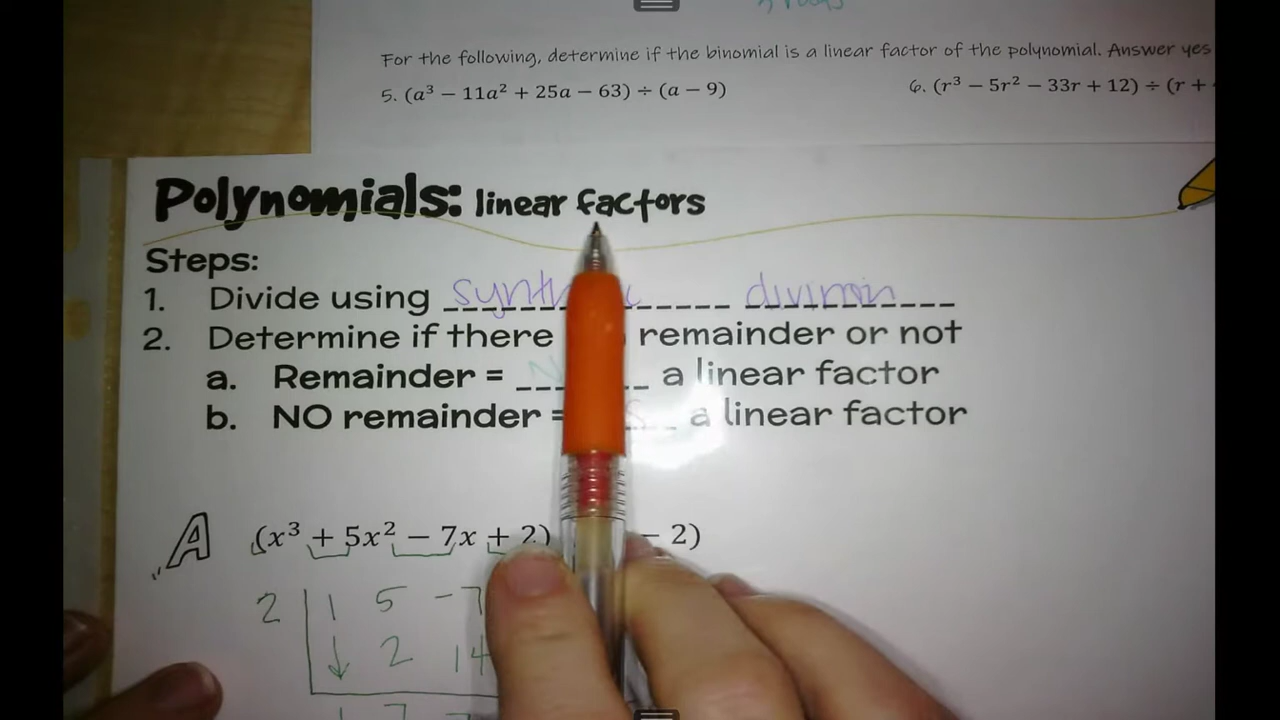 For the following, determine if the binomial is a linear factor of the polynomial. Answer yes
5. (a³ − 11a² + 25a − 63) ÷ (a − 9)
6. (r³ − 5r² − 33r + 12) ÷ (r +
Polynomials: linear factors
Steps:
1. Divide using division
2. Determine if there remainder or not
a. Remainder = a linear factor
b. NO remainder = a linear factor
A (x³ + 5x² − 7x + 2) − 2)
2 1 5 −7
↓ 2 14
1 7